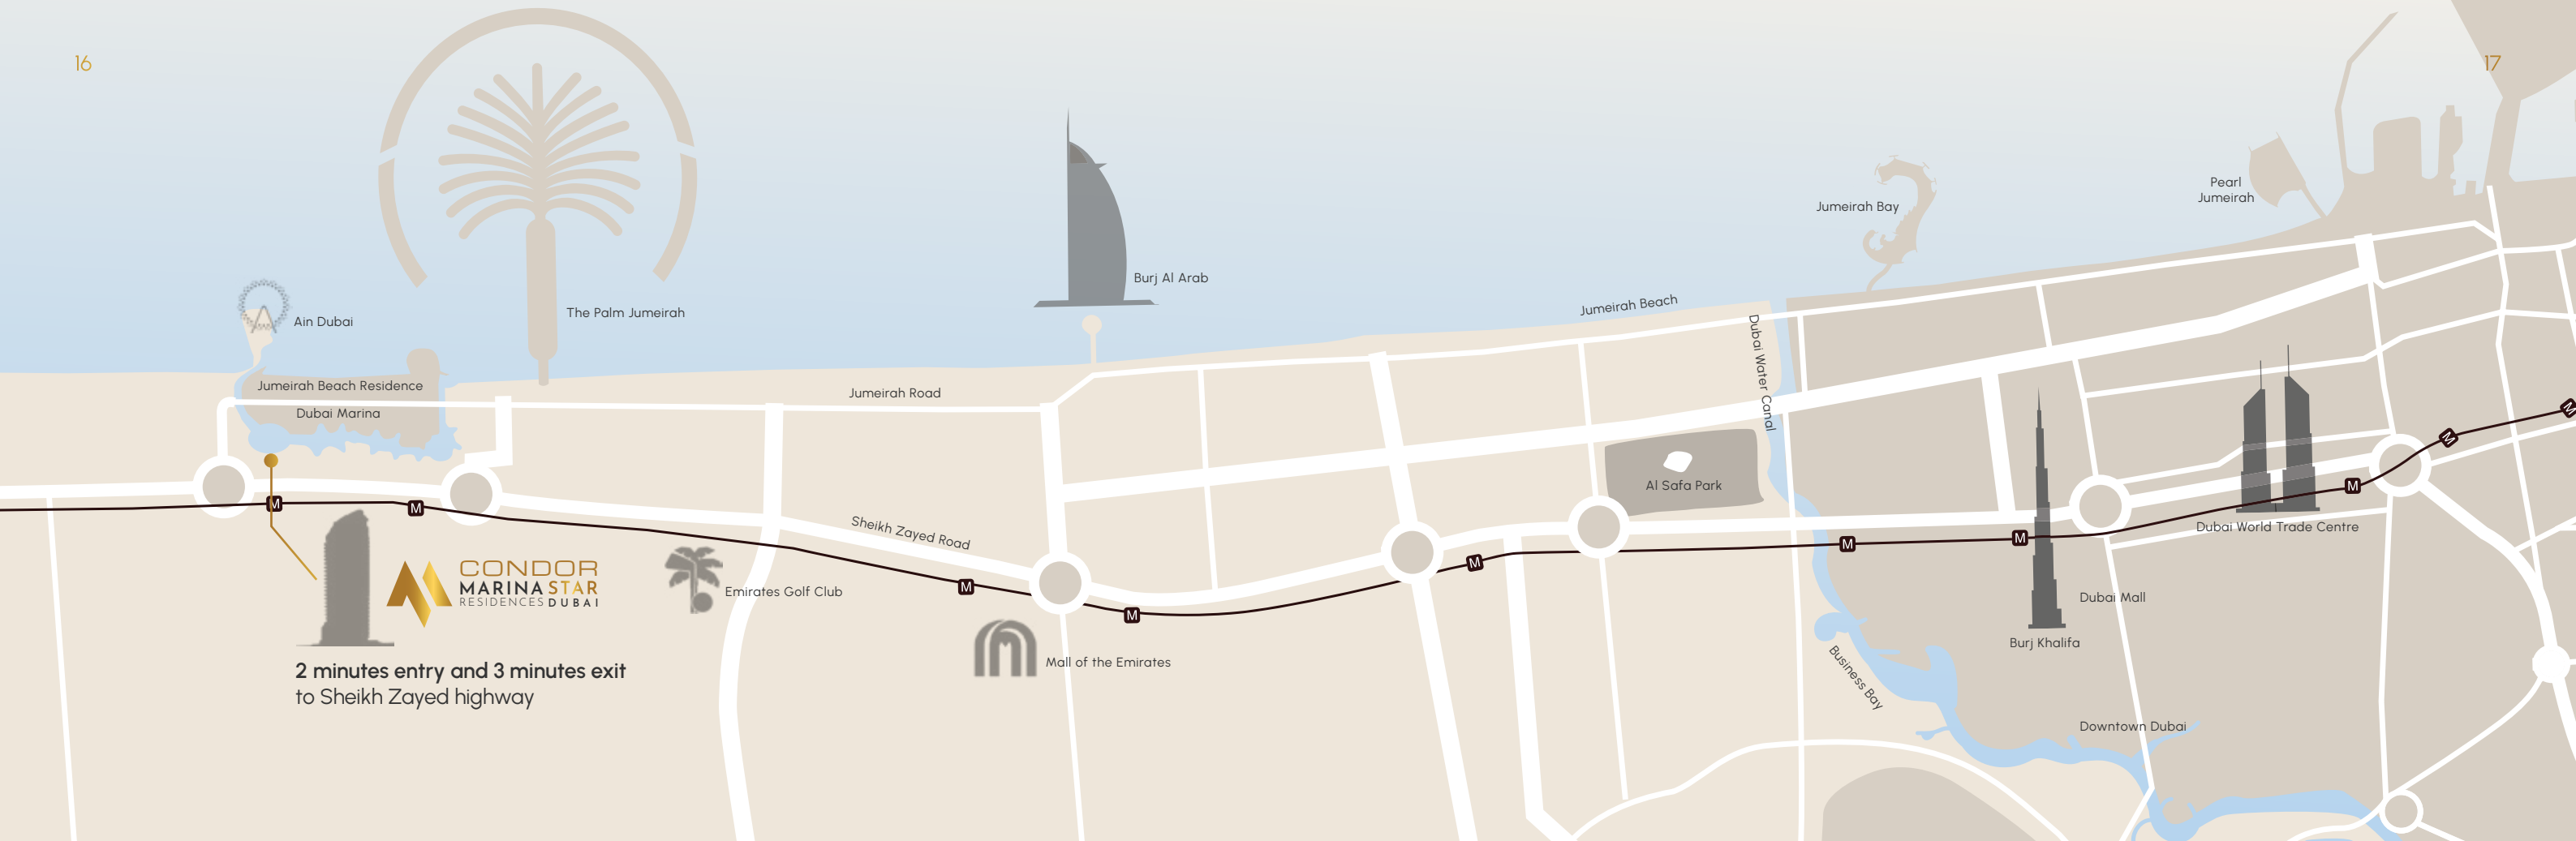 16
17
Pearl
Jumeirah
Jumeirah Bay
Burj Al Arab
Jumeirah Beach
The Palm Jumeirah
Ain Dubai
Dubai Water Canal
Jumeirah Beach Residence
Jumeirah Road
Dubai Marina
Al Safa Park
M
M
M
M
M
M
M
M
M
M
M
Sheikh Zayed Road
Dubai World Trade Centre
CONDOR
MARINA STAR
RESIDENCES DUBAI
Emirates Golf Club
Dubai Mall
Burj Khalifa
Mall of the Emirates
Business Bay
2 minutes entry and 3 minutes exit
to Sheikh Zayed highway
Downtown Dubai